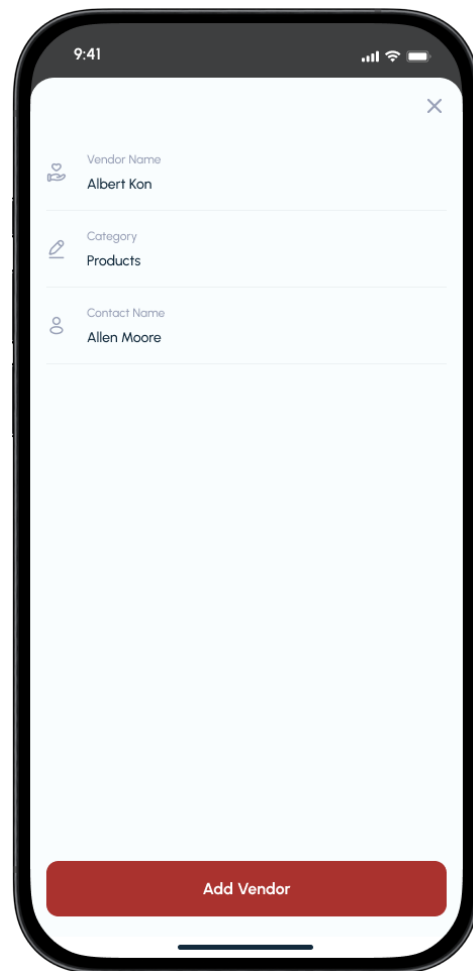 9:41
Vendor Name
Albert Kon
Category
Products
Contact Name
Allen Moore
Add Vendor